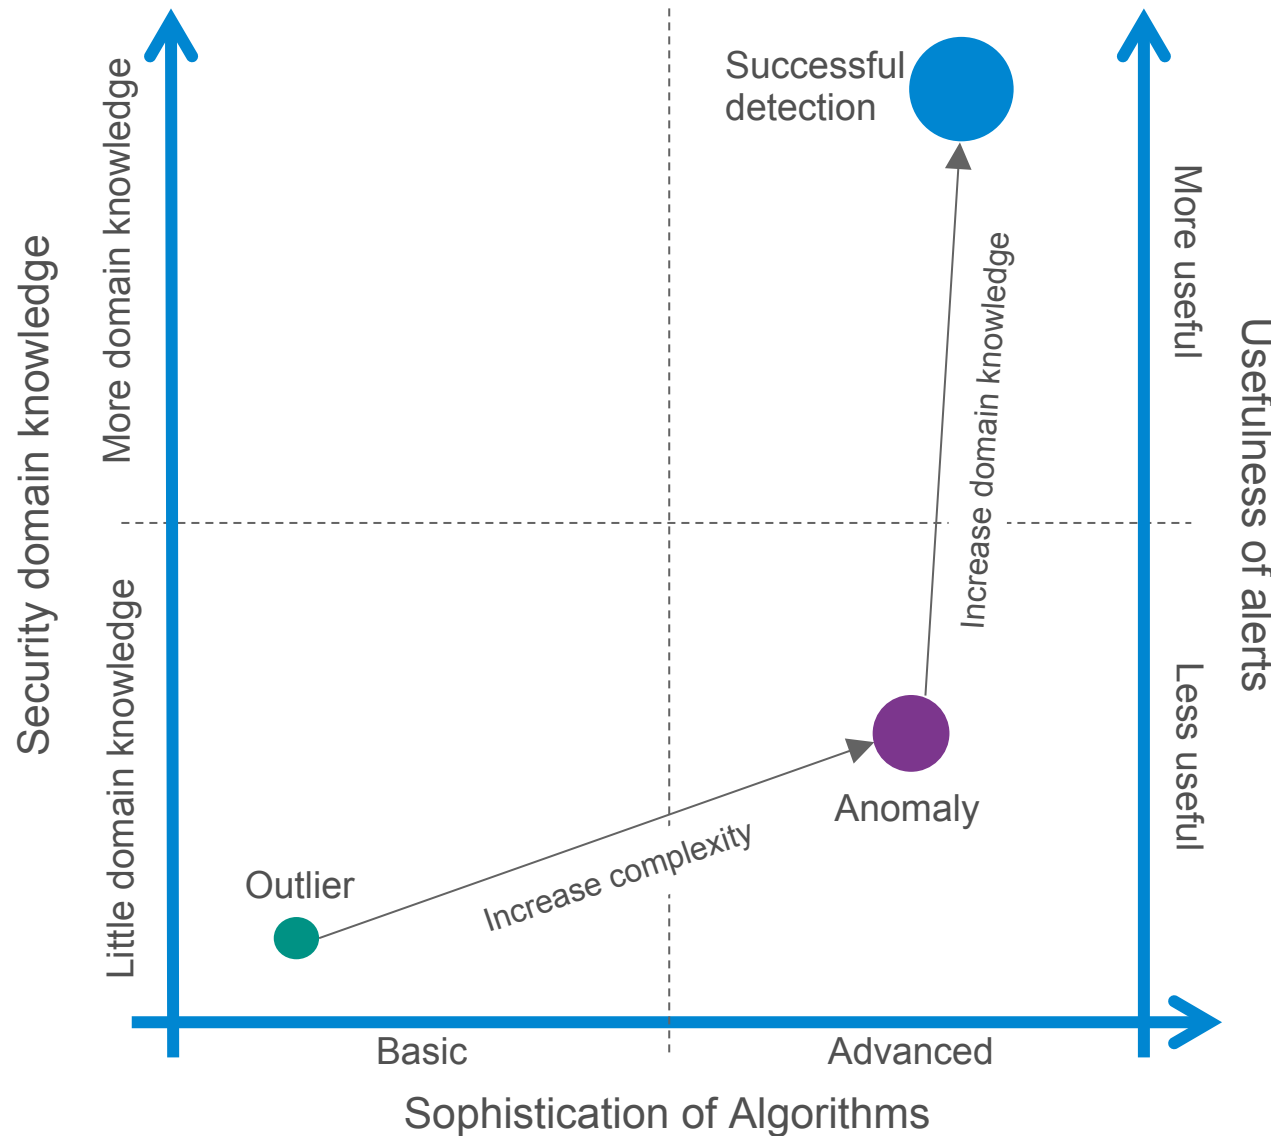 Successful
detection
Security domain knowledge
More domain knowledge
Little domain knowledge
More useful
Less useful
Usefulness of alerts
Increase domain knowledge
Anomaly
Increase complexity
Outlier
Basic
Advanced
Sophistication of Algorithms